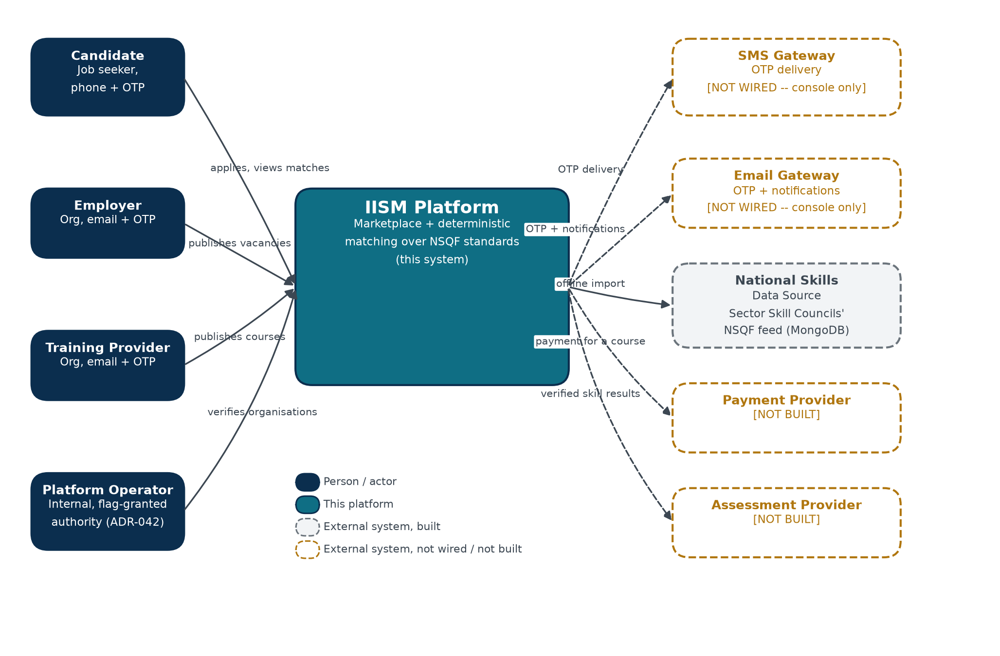 Candidate
Job seeker,
phone + OTP
Employer
Org, email + OTP
Training Provider
Org, email + OTP
Platform Operator
Internal, flag-granted
authority (ADR-042)
applies, views matches
publishes vacancies
publishes courses
verifies organisations
IISM Platform
Marketplace + deterministic
matching over NSQF standards
(this system)
OTP delivery
OTP + notifications
offline import
payment for a course
verified skill results
SMS Gateway
OTP delivery
[NOT WIRED -- console only]
Email Gateway
OTP + notifications
[NOT WIRED -- console only]
National Skills
Data Source
Sector Skill Councils'
NSQF feed (MongoDB)
Payment Provider
[NOT BUILT]
Assessment Provider
[NOT BUILT]
Person / actor
This platform
External system, built
External system, not wired / not built